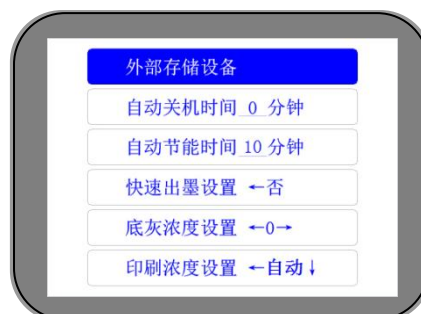 外部存储设备
自动关机时间 0 分钟
自动节能时间 10 分钟
快速出墨设置 ←否
底灰浓度设置 ←0→
印刷浓度设置 ←自动↓